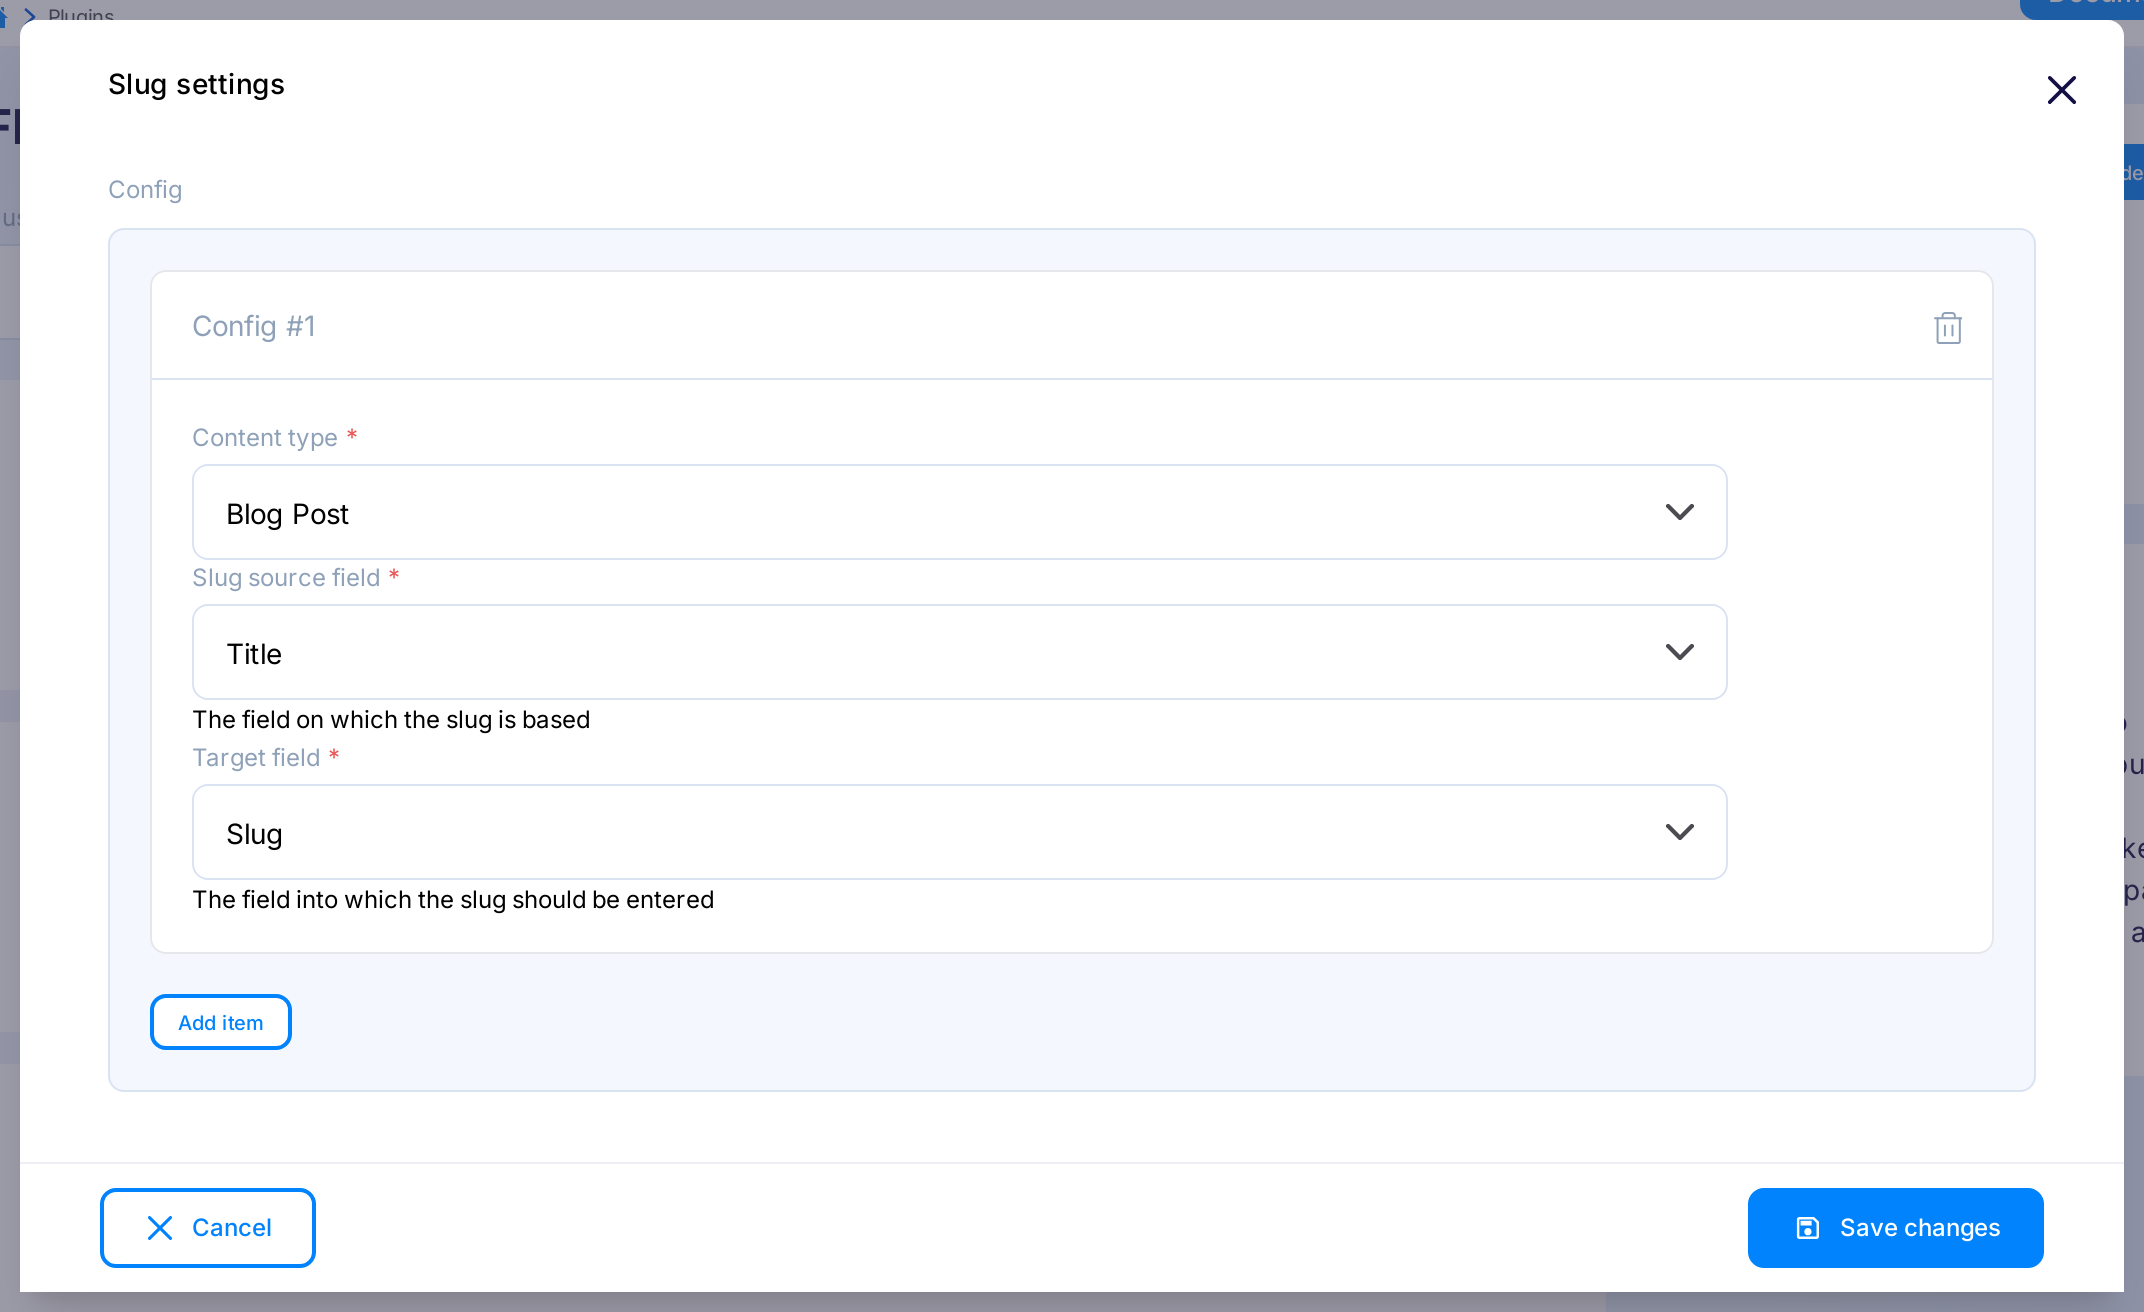 Plugins
Slug settings
Config
Config #1
Content type *
Blog Post
Slug source field *
Title
The field on which the slug is based
Target field *
Slug
The field into which the slug should be entered
Add item
Cancel
Save changes